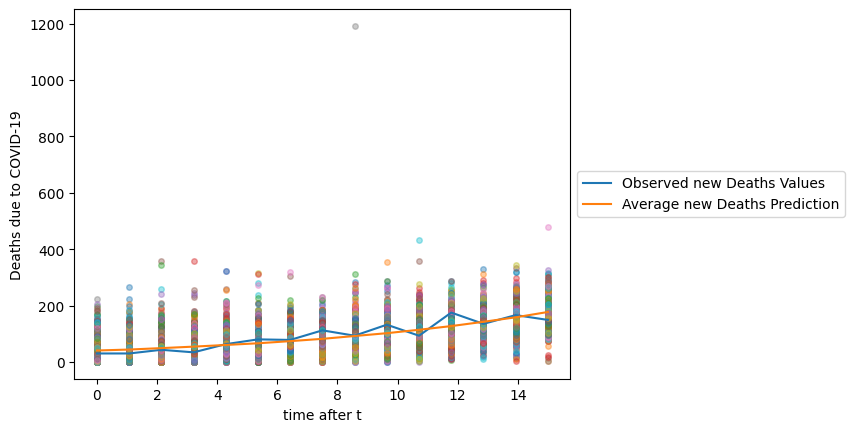 1200
1000
800
600
400
200
0
Deaths due to COVID-19
0 2 4 6 8 10 12 14
time after t
Observed new Deaths Values
Average new Deaths Prediction